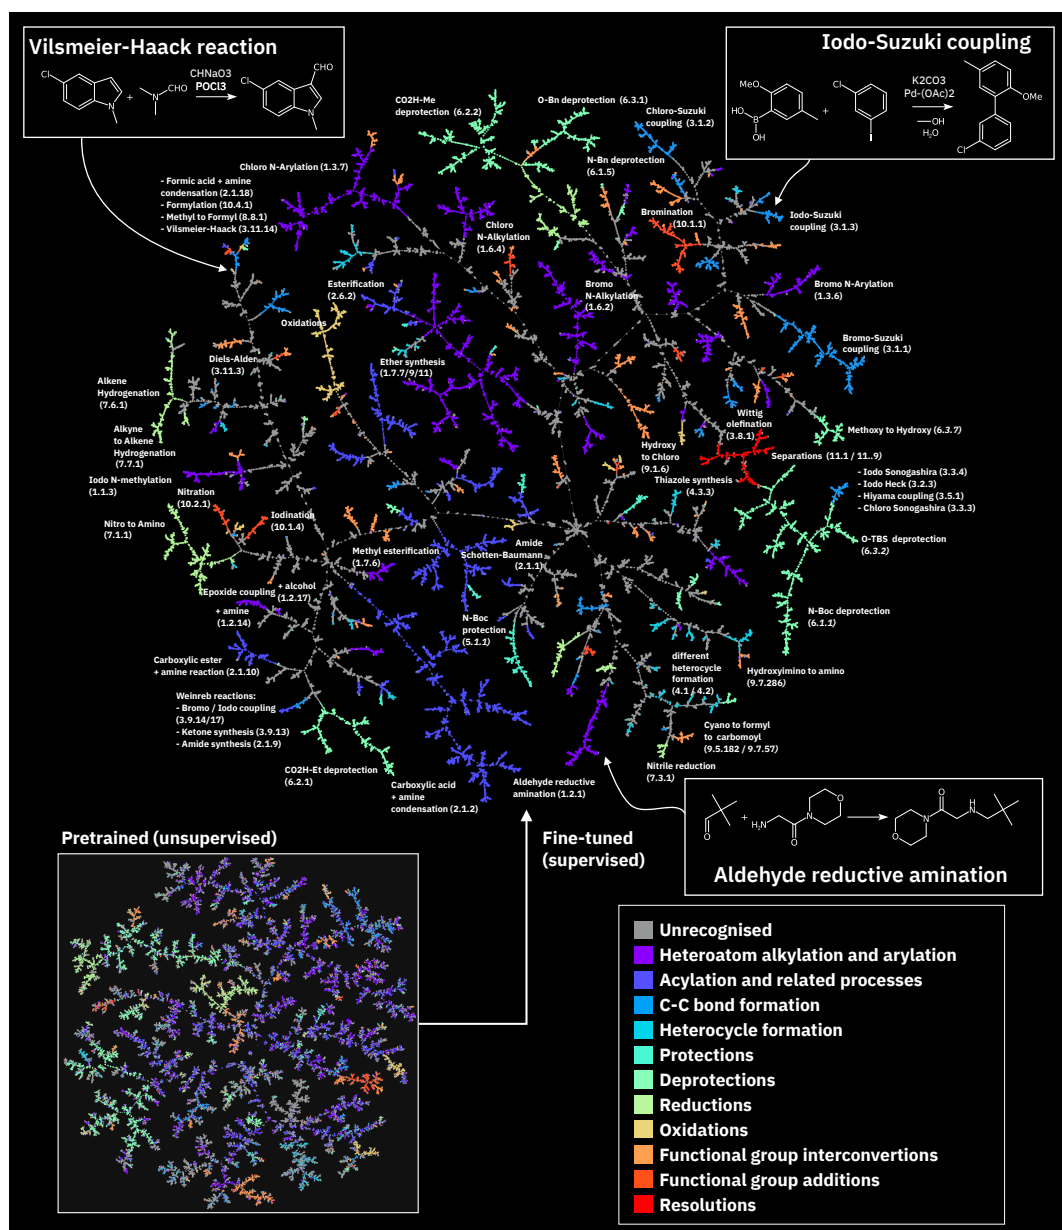 Vilsmeier-Haack reaction
Cl
N
+
N
CHO
CHNaO3
POCl3
Cl
CHO
N
Iodo-Suzuki coupling
MeO
HO
B
OH
+
Cl
I
K2CO3
Pd-(OAc)2
OH
H2O
OMe
Cl
CO2H-Me
deprotection (6.2.2)
O-Bn deprotection (6.3.1)
Chloro-Suzuki
coupling (3.1.2)
N-Bn deprotection
(6.1.5)
Chloro N-Arylation (1.3.7)
- Formic acid + amine
condensation (2.1.18)
- Formylation (10.4.1)
- Methyl to Formyl (8.8.1)
- Vilsmeier-Haack (3.11.14)
Chloro
N-Alkylation
(1.6.4)
Bromination
(10.1.1)
Iodo-Suzuki
coupling (3.1.3)
Esterification
(2.6.2)
Bromo
N-Alkylation
(1.6.2)
Bromo N-Arylation
(1.3.6)
Oxidations
Bromo-Suzuki
coupling (3.1.1)
Diels-Alder
(3.11.3)
Ether synthesis
(1.7.7/9/11)
Alkene
Hydrogenation
(7.6.1)
Alkyne
to Alkene
Hydrogenation
(7.7.1)
Wittig
olefination
(3.8.1)
Methoxy to Hydroxy (6.3.7)
Hydroxy
to Chloro
(9.1.6)
Separations (11.1 / 11..9)
Iodo N-methylation
(1.1.3)
Thiazole synthesis
(4.3.3)
- Iodo Sonogashira (3.3.4)
- Iodo Heck (3.2.3)
- Hiyama coupling (3.5.1)
- Chloro Sonogashira (3.3.3)
Nitration
(10.2.1)
Iodination
(10.1.4)
Nitro to Amino
(7.1.1)
Methyl esterification
(1.7.6)
Amide
Schotten-Baumann
(2.1.1)
O-TBS deprotection
(6.3.2)
Epoxide coupling
+ alcohol
(1.2.17)
+ amine
(1.2.14)
N-Boc
protection
(5.1.1)
N-Boc deprotection
(6.1.1)
Carboxylic ester
+ amine reaction (2.1.10)
different
heterocycle
formation
(4.1 / 4.2)
Hydroxyimino to amino
(9.7.286)
Weinreb reactions:
- Bromo / Iodo coupling
(3.9.14/17)
- Ketone synthesis (3.9.13)
- Amide synthesis (2.1.9)
Cyano to formyl
to carbomoyl
(9.5.182 / 9.7.57)
CO2H-Et deprotection
(6.2.1)
Carboxylic acid
+ amine
condensation (2.1.2)
Aldehyde reductive
amination (1.2.1)
Nitrile reduction
(7.3.1)
Pretrained (unsupervised)
Fine-tuned
(supervised)
O
+
H2N
O
N
O
O
N
O
H
N
Aldehyde reductive amination
Unrecognised
Heteroatom alkylation and arylation
Acylation and related processes
C-C bond formation
Heterocycle formation
Protections
Deprotections
Reductions
Oxidations
Functional group interconvertions
Functional group additions
Resolutions